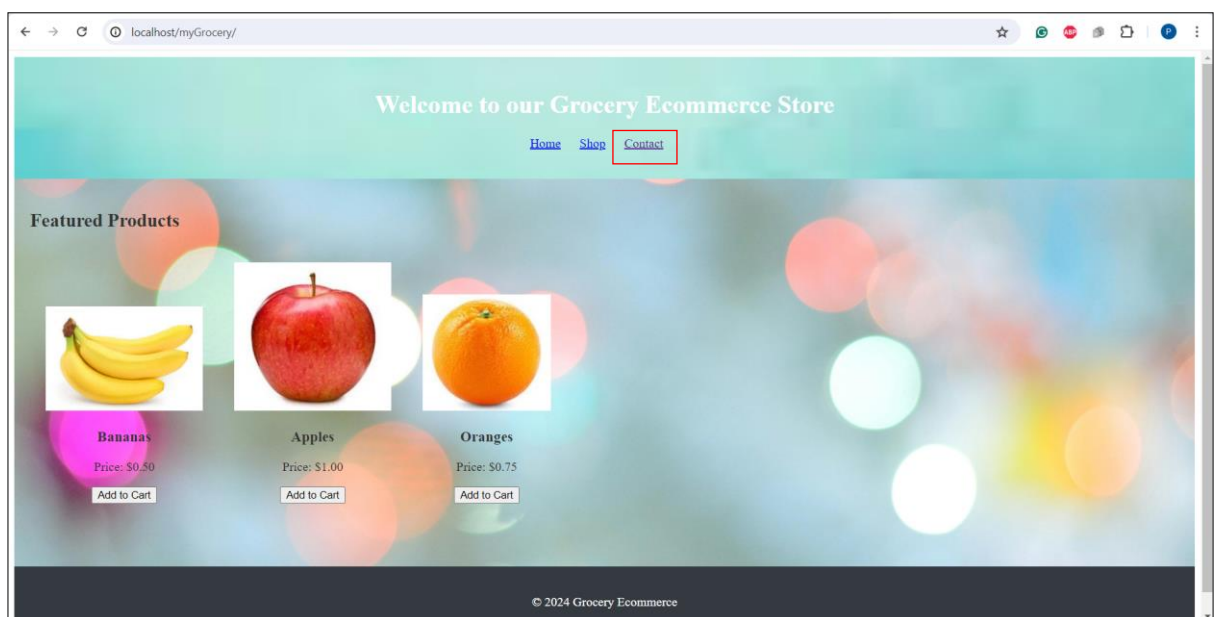 localhost/myGrocery/
ABP
P
Welcome to our Grocery Ecommerce Store
Home Shop Contact
Featured Products
Bananas Apples Oranges
Price: $0.50 Price: $1.00 Price: $0.75
Add to Cart Add to Cart Add to Cart
© 2024 Grocery Ecommerce